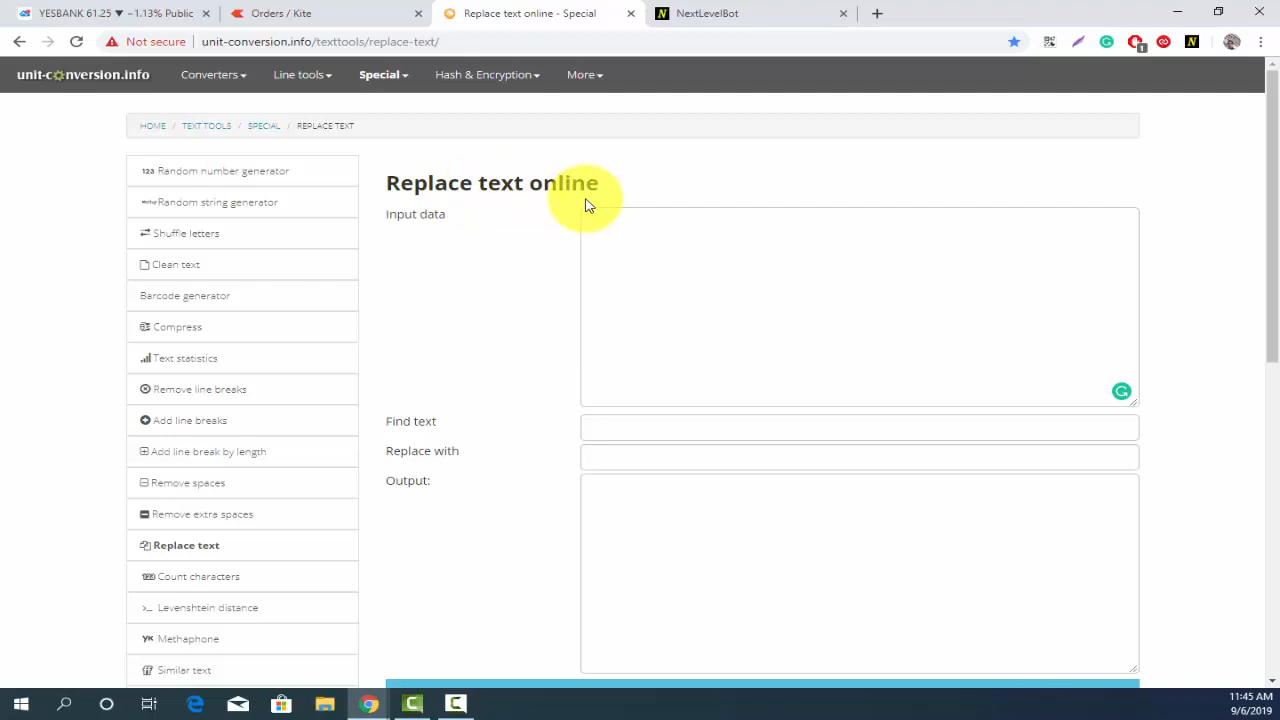 YESBANK 61.25 ▼ −1.13% Public
Orders / Kite
Replace text online - Special
NextLevelBot
Not secure
unit-conversion.info/texttools/replace-text/
1
unit-conversion.info
Converters
Line tools
Special
Hash & Encryption
More
HOME / TEXT TOOLS / SPECIAL / REPLACE TEXT
123 Random number generator
Random string generator
Shuffle letters
Clean text
Barcode generator
Compress
Text statistics
Remove line breaks
Add line breaks
Add line break by length
Remove spaces
Remove extra spaces
Replace text
Count characters
Levenshtein distance
Methaphone
Similar text
Replace text online
Input data
Find text
Replace with
Output:
11:45 AM
9/6/2019